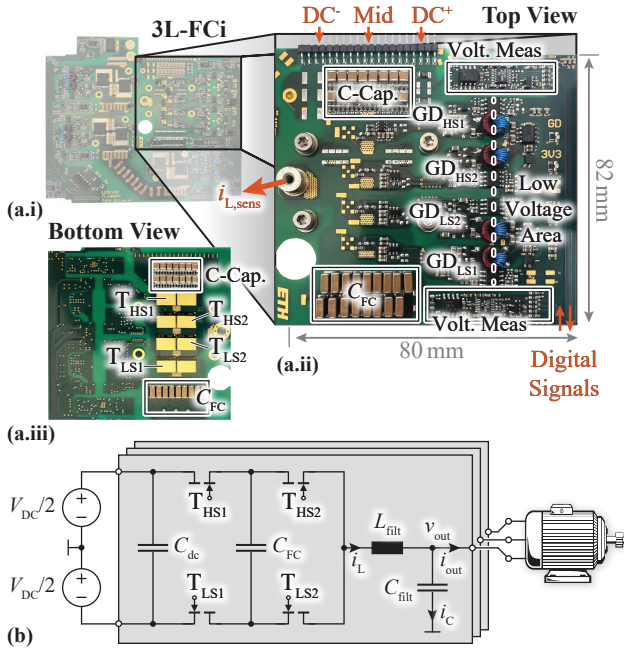 3L-FCi
DC- Mid DC+ Top View
Volt. Meas
C-Cap.
GDHS1
GD
3V3
GDHS2
Low
Voltage
Area
GDLS2
GDLS1
iL,sens
(a.i)
82 mm
Bottom View
C-Cap.
THS1
THS2
TLS2
TLS1
CFC
ETH
CFC
Volt. Meas
(a.ii)
80 mm
Digital
Signals
(a.iii)
VDC/2
VDC/2
THS1
THS2
Cdc
CFC
TLS1
TLS2
Lfilt
vout
iL
iout
Cfilt
iC
(b)